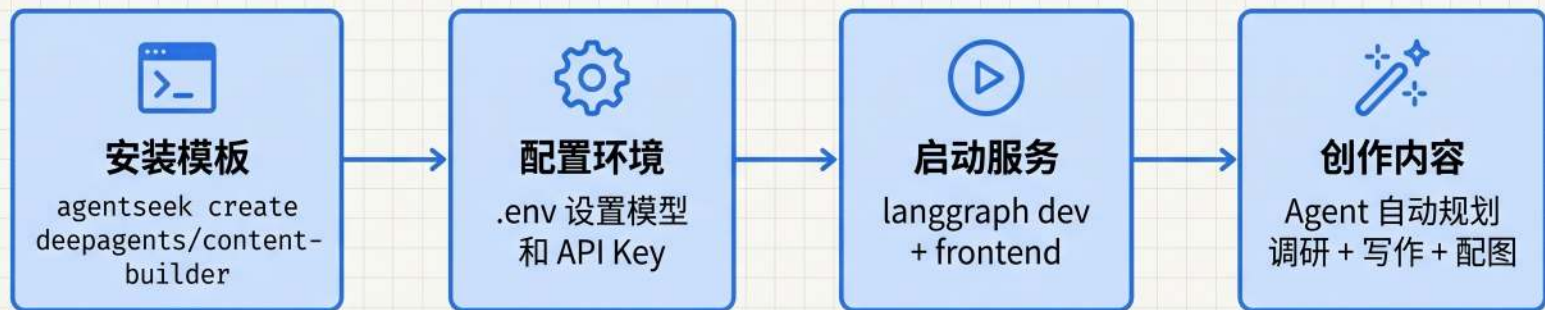 安装模板
agentseek create
deepagents/content-
builder
配置环境
.env 设置模型
和 API Key
启动服务
langgraph dev
+ frontend
创作内容
Agent 自动规划
调研 + 写作 + 配图